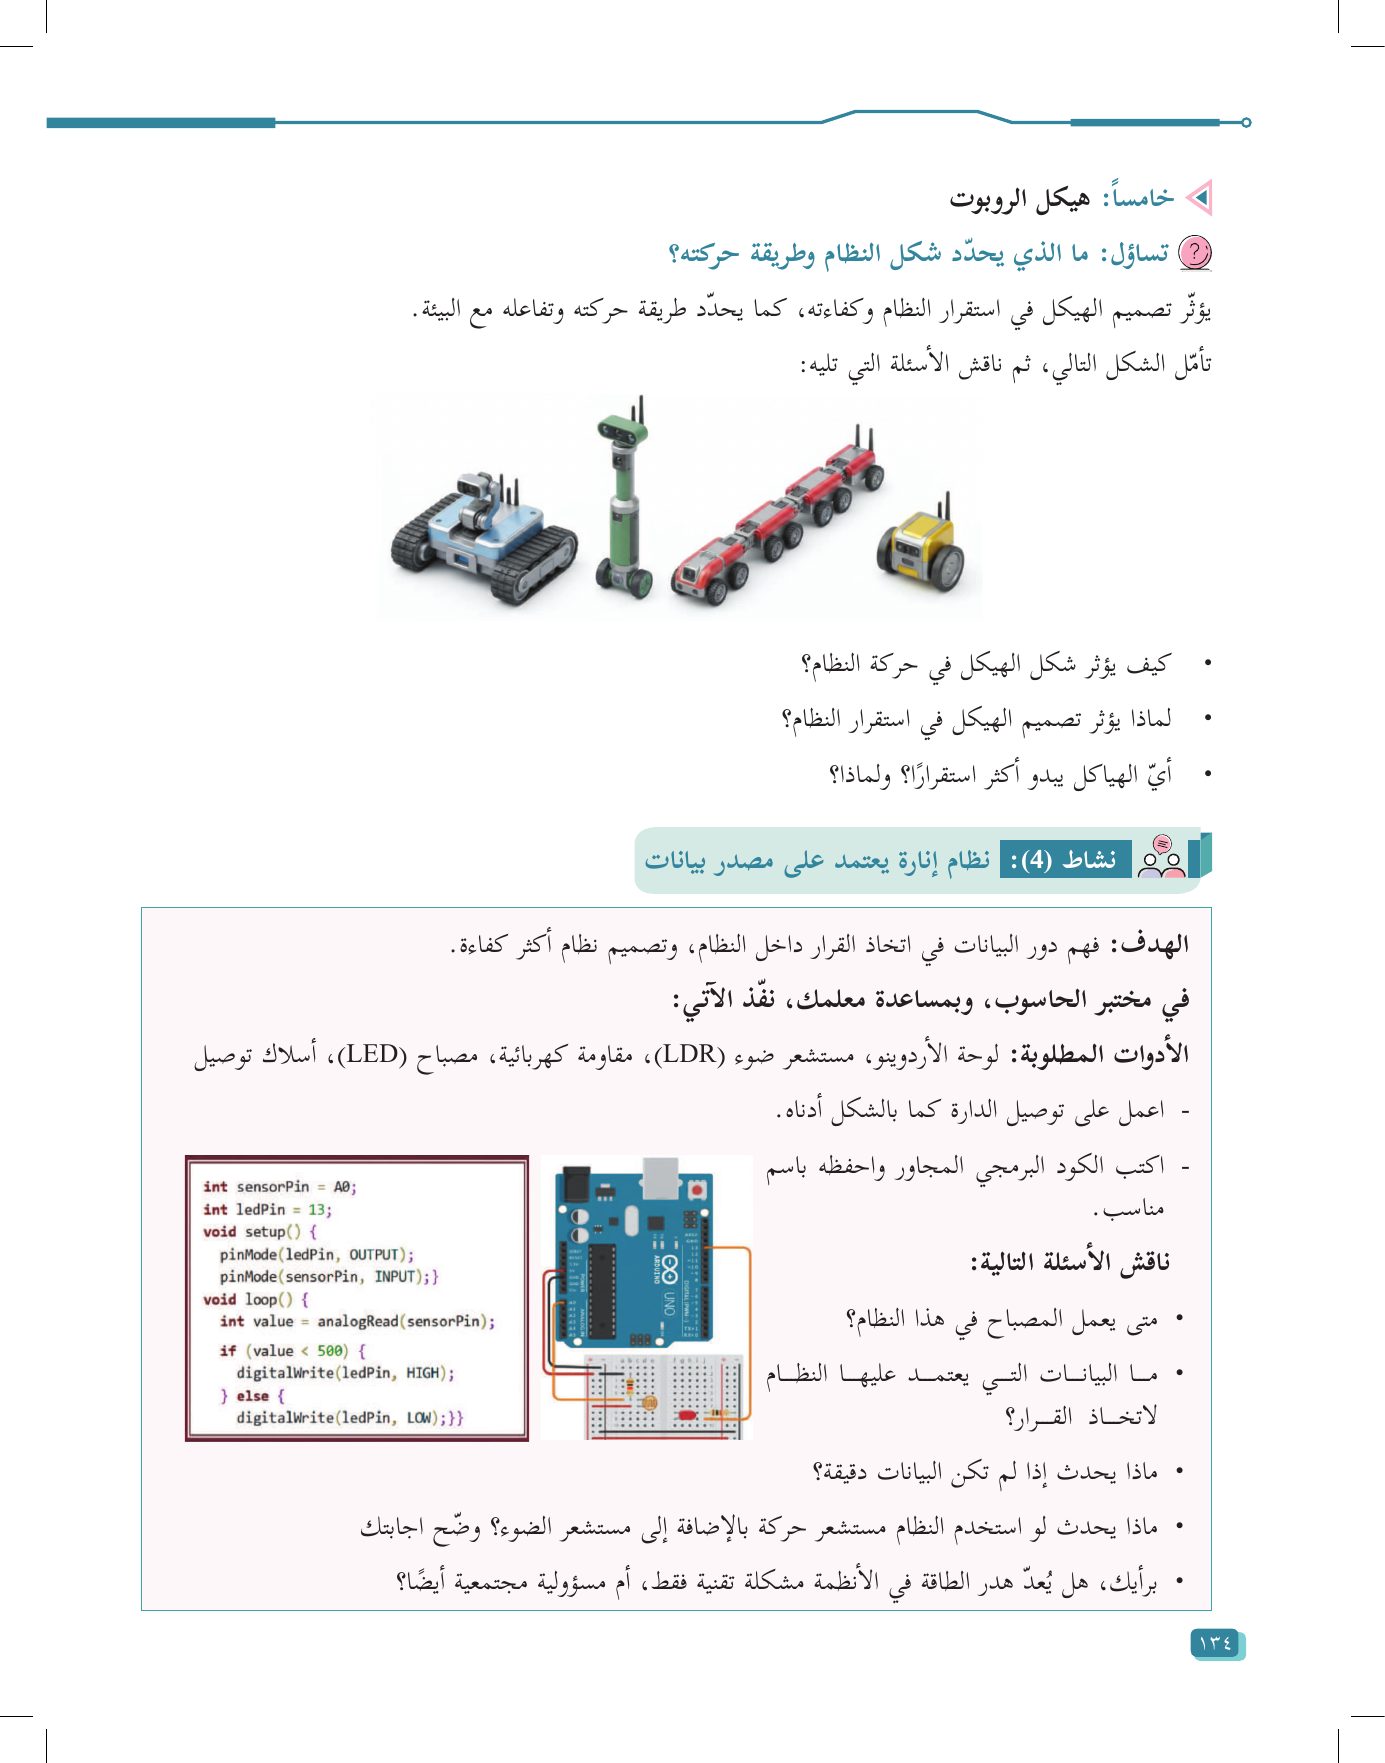 خامساً: هيكل الروبوت
تساؤل: ما الذي يحدّد شكل النظام وطريقة حركته؟
يؤثّر تصميم الهيكل في استقرار النظام وكفاءته، كما يحدّد طريقة حركته وتفاعله مع البيئة.
تأمّل الشكل التالي، ثم ناقش الأسئلة التي تليه:
• كيف يؤثر شكل الهيكل في حركة النظام؟
• لماذا يؤثر تصميم الهيكل في استقرار النظام؟
• أيّ الهياكل يبدو أكثر استقرارًا؟ ولماذا؟
نشاط (4): نظام إنارة يعتمد على مصدر بيانات
الهدف: فهم دور البيانات في اتخاذ القرار داخل النظام، وتصميم نظام أكثر كفاءة.
في مختبر الحاسوب، وبمساعدة معلمك، نفّذ الآتي:
الأدوات المطلوبة: لوحة الأردوينو، مستشعر ضوء (LDR)، مقاومة كهربائية، مصباح (LED)، أسلاك توصيل
- اعمل على توصيل الدارة كما بالشكل أدناه.
- اكتب الكود البرمجي المجاور واحفظه باسم
مناسب.
ناقش الأسئلة التالية:
• متى يعمل المصباح في هذا النظام؟
• مـا البيانـات التـي يعتمـد عليهـا النظـام
لاتخـاذ القـرار؟
ARDUINO
UNO
int sensorPin = A0;
int ledPin = 13;
void setup() {
pinMode(ledPin, OUTPUT);
pinMode(sensorPin, INPUT);}
void loop() {
int value = analogRead(sensorPin);
if (value < 500) {
digitalWrite(ledPin, HIGH);
} else {
digitalWrite(ledPin, LOW);}}
• ماذا يحدث إذا لم تكن البيانات دقيقة؟
• ماذا يحدث لو استخدم النظام مستشعر حركة بالإضافة إلى مستشعر الضوء؟ وضّح اجابتك
• برأيك، هل يُعدّ هدر الطاقة في الأنظمة مشكلة تقنية فقط، أم مسؤولية مجتمعية أيضًا؟
١٣٤